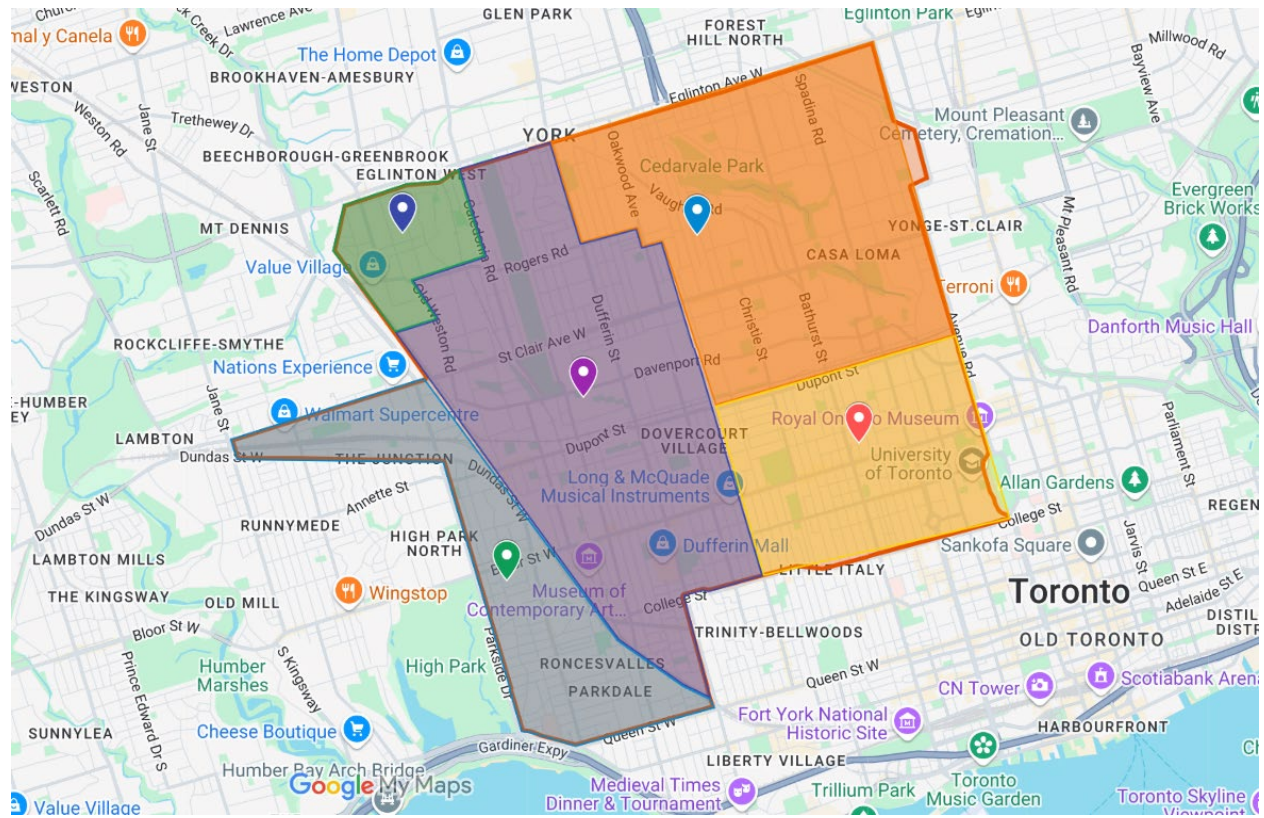 GLEN PARK
Eglinton Park
Lawrence Ave
FOREST
HILL NORTH
Millwood Rd
mal y Canela
The Home Depot
Bayview Ave
BROOKHAVEN-AMESBURY
WESTON
Jane St
Weston Rd
Trethewey Dr
Eglinton Ave W
Spadina Rd
Mount Pleasant
Cemetery, Cremation...
YORK
Oakwood Ave
BEECHBOROUGH-GREENBROOK
EGLINTON WEST
Cedarvale Park
Scarlett Rd
Evergreen
Brick Works
Mt Pleasant Rd
Caledonia Rd
MT DENNIS
YONGE-ST.CLAIR
Value Village
Rogers Rd
CASA LOMA
Old Weston Rd
Terroni
Dufferin St
Christie St
Bathurst St
Avenue Rd
Danforth Music Hall
ROCKCLIFFE-SMYTHE
St Clair Ave W
Nations Experience
Davenport Rd
Dupont St
Jane St
-HUMBER
EY
Walmart Supercentre
Royal Ontario Museum
Parliament St
LAMBTON
Dupont St
DOVERCOURT
VILLAGE
Dundas St W
THE JUNCTION
University
of Toronto
Dundas St W
Long & McQuade
Musical Instruments
Allan Gardens
Annette St
REGEN
Dundas St W
RUNNYMEDE
College St
Jarvis St
HIGH PARK
NORTH
Dufferin Mall
Sankofa Square
LAMBTON MILLS
Bloor St W
LITTLE ITALY
Queen St E
THE KINGSWAY
OLD MILL
Wingstop
Museum of
Contemporary Art...
College St
Toronto
Adelaide St E
DISTIL
DISTR
Bloor St W
TRINITY-BELLWOODS
OLD TORONTO
Prince Edward Dr S
S Kingsway
Humber
Marshes
High Park
Parkside Dr
RONCESVALLES
PARKDALE
Queen St W
CN Tower
Scotiabank Arena
SUNNYLEA
Cheese Boutique
Queen St W
Fort York National
Historic Site
HARBOURFRONT
Gardiner Expy
LIBERTY VILLAGE
Humber Bay Arch Bridge
Google My Maps
Medieval Times
Dinner & Tournament
Trillium Park
Toronto
Music Garden
Toronto Skyline
Viewpoint
Value Village